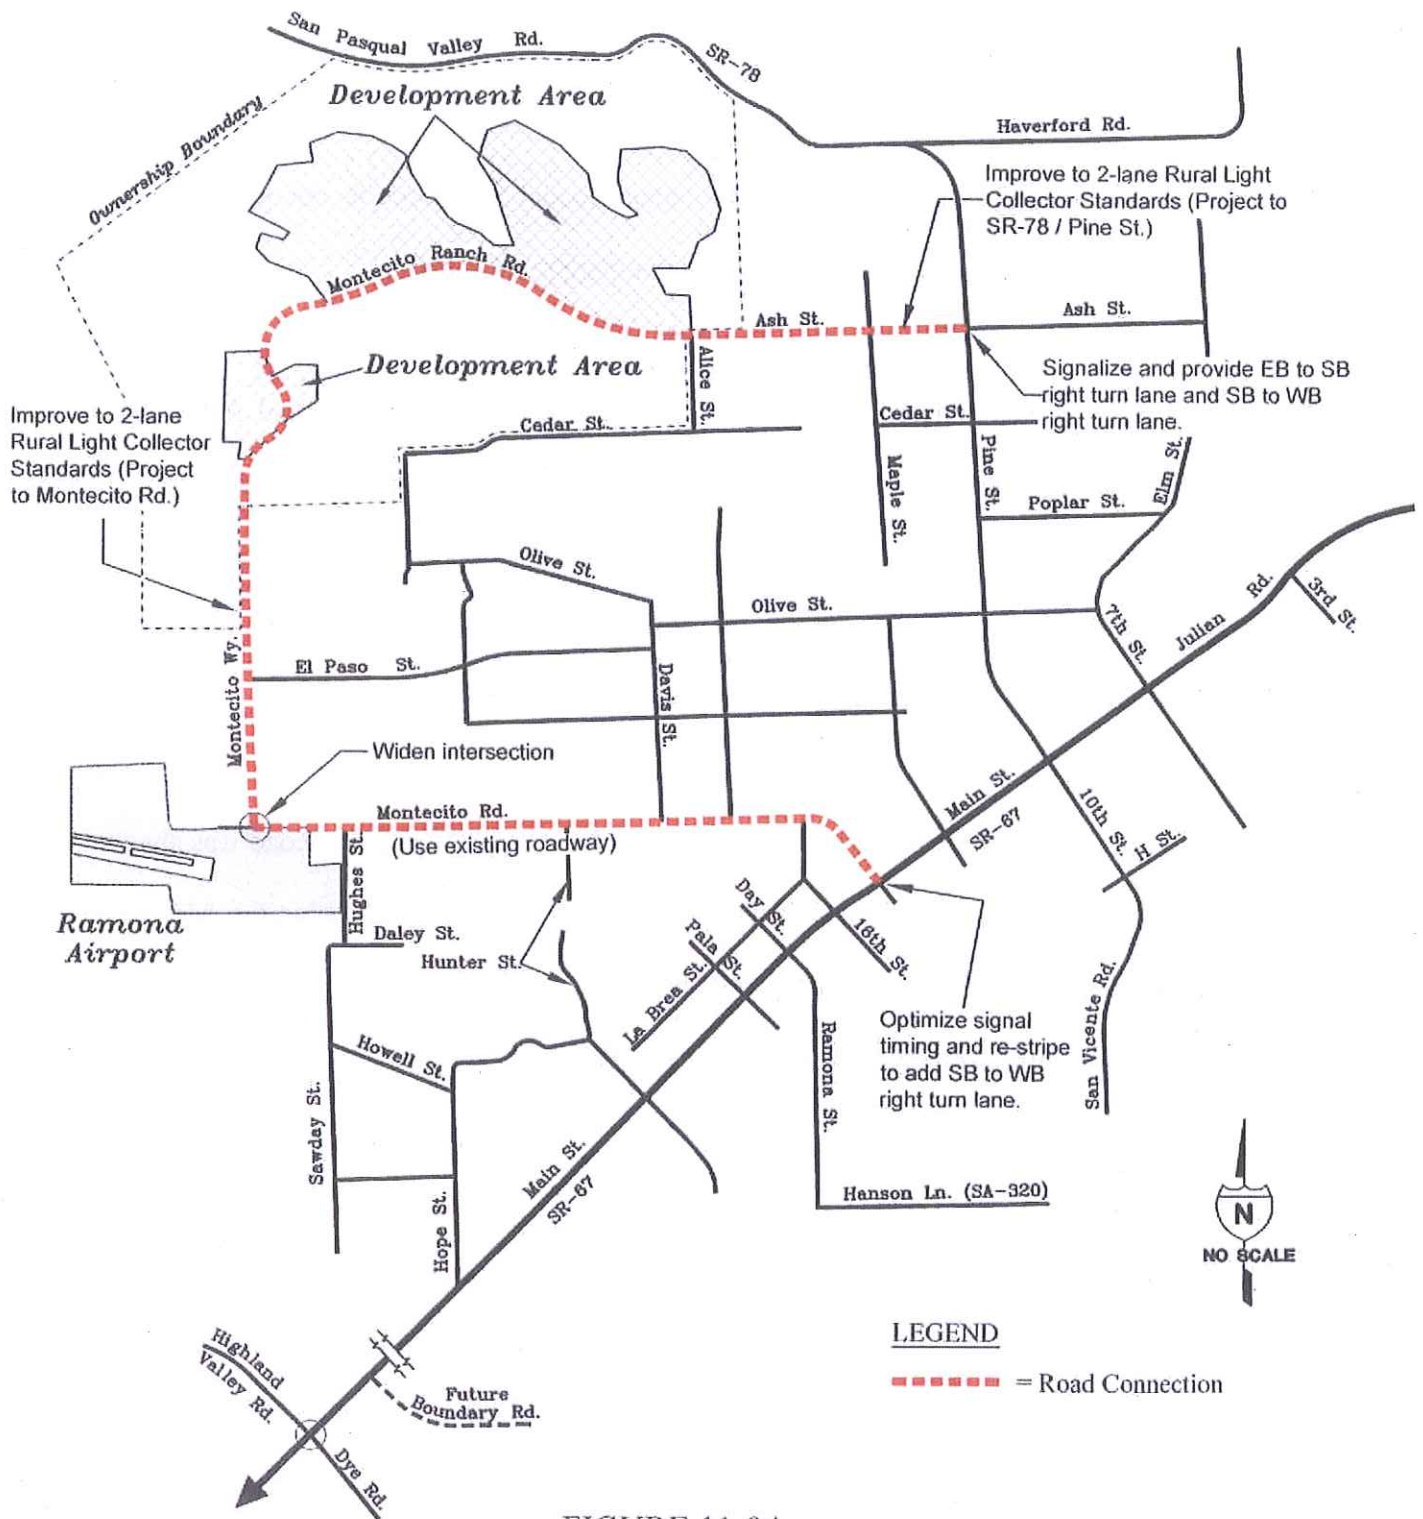 San Pasqual Valley Rd.
SR-78
Development Area
Ownership Boundary
Haverford Rd.
Improve to 2-lane Rural Light
Collector Standards (Project to
SR-78 / Pine St.)
Montecito Ranch Rd.
Ash St.
Ash St.
Development Area
Alice St.
Signalize and provide EB to SB
right turn lane and SB to WB
right turn lane.
Improve to 2-lane
Rural Light Collector
Standards (Project
to Montecito Rd.)
Cedar St.
Cedar St.
Pine St.
Maple St.
Elm St.
Poplar St.
Olive St.
Olive St.
7th St.
Julian Rd.
3rd St.
Montecito Wy.
El Paso St.
Davis St.
Widen intersection
Main St.
SR-67
10th St.
H St.
Montecito Rd.
(Use existing roadway)
Hughes St.
Ramona
Airport
Daley St.
Hunter St.
Day St.
Pala St.
La Brea St.
16th St.
Ramona St.
San Vicente Rd.
Optimize signal
timing and re-stripe
to add SB to WB
right turn lane.
Howell St.
Sawday St.
Hope St.
Main St.
SR-67
Hanson Ln. (SA-320)
N
NO SCALE
Highland
Valley Rd.
Future
Boundary Rd.
Dye Rd.
LEGEND
= Road Connection